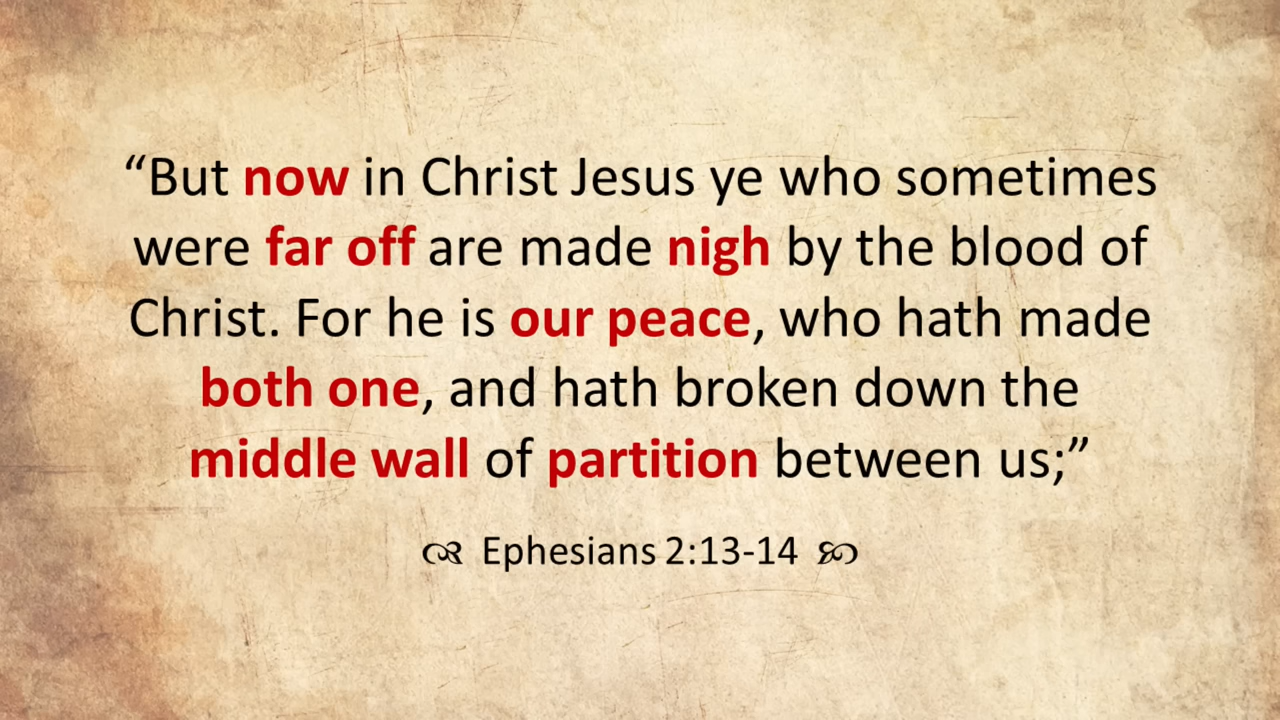 “But now in Christ Jesus ye who sometimes
were far off are made nigh by the blood of
Christ. For he is our peace, who hath made
both one, and hath broken down the
middle wall of partition between us;”
Ephesians 2:13-14